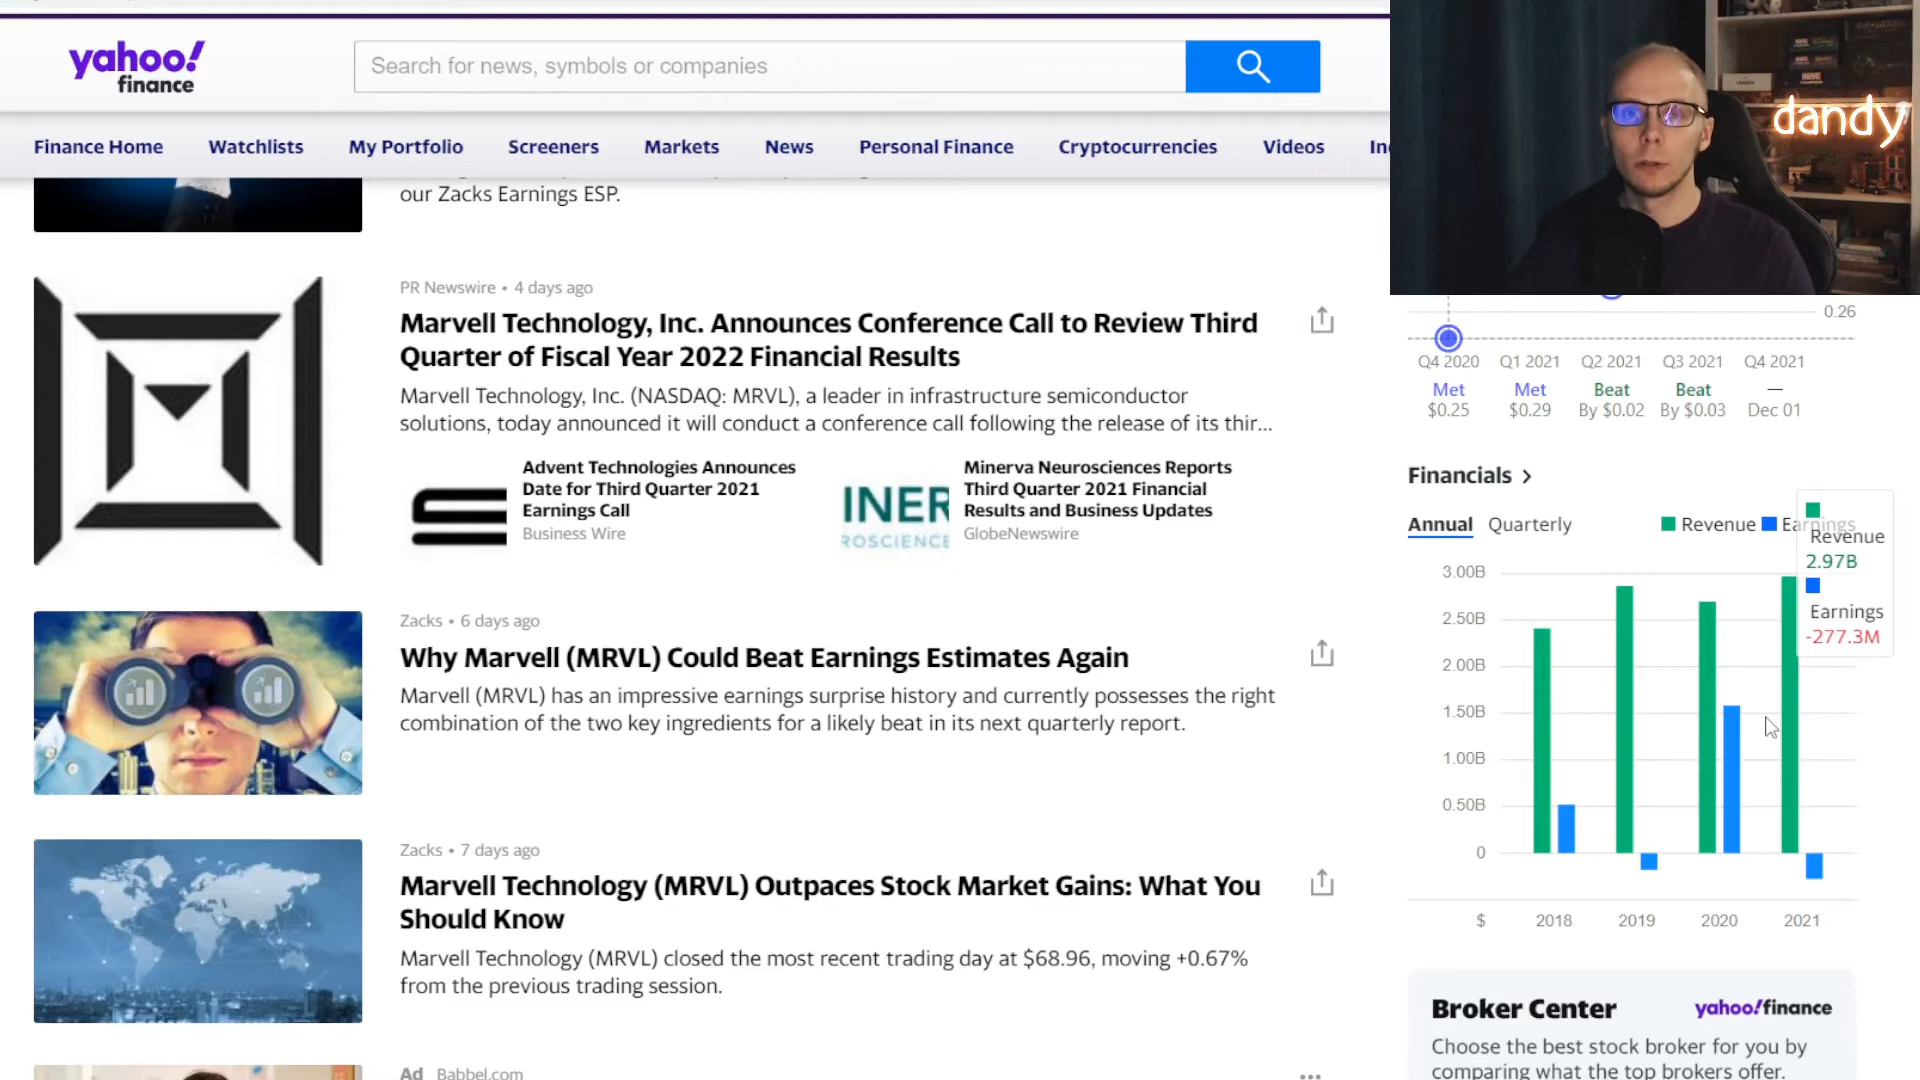 yahoo!
finance
Search for news, symbols or companies
Finance Home
Watchlists
My Portfolio
Screeners
Markets
News
Personal Finance
Cryptocurrencies
Videos
In
dandy
our Zacks Earnings ESP.
PR Newswire • 4 days ago
Marvell Technology, Inc. Announces Conference Call to Review Third
Quarter of Fiscal Year 2022 Financial Results
Marvell Technology, Inc. (NASDAQ: MRVL), a leader in infrastructure semiconductor
solutions, today announced it will conduct a conference call following the release of its thir...
Advent Technologies Announces
Date for Third Quarter 2021
Earnings Call
Business Wire
INER
ROSCIENCE
Minerva Neurosciences Reports
Third Quarter 2021 Financial
Results and Business Updates
GlobeNewswire
Zacks • 6 days ago
Why Marvell (MRVL) Could Beat Earnings Estimates Again
Marvell (MRVL) has an impressive earnings surprise history and currently possesses the right
combination of the two key ingredients for a likely beat in its next quarterly report.
Zacks • 7 days ago
Marvell Technology (MRVL) Outpaces Stock Market Gains: What You
Should Know
Marvell Technology (MRVL) closed the most recent trading day at $68.96, moving +0.67%
from the previous trading session.
Ad Babbel.com
0.26
Q4 2020 Q1 2021 Q2 2021 Q3 2021 Q4 2021
Met Met Beat Beat —
$0.25 $0.29 By $0.02 By $0.03 Dec 01
Financials >
Annual Quarterly
Revenue Earnings
Revenue
2.97B
Earnings
-277.3M
3.00B
2.50B
2.00B
1.50B
1.00B
0.50B
0
$ 2018 2019 2020 2021
Broker Center
yahoo!finance
Choose the best stock broker for you by
comparing what the top brokers offer.